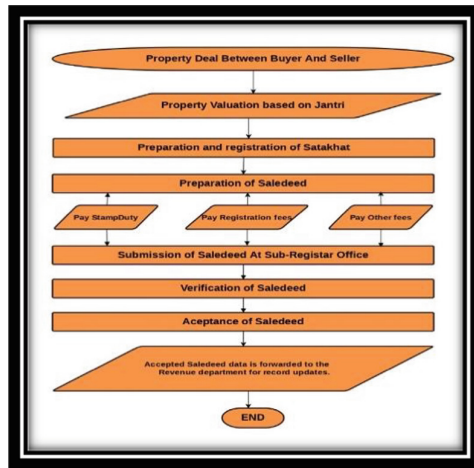 Property Deal Between Buyer And Seller
Property Valuation based on Jantri
Preparation and registration of Satakhat
Preparation of Saledeed
Pay StampDuty
Pay Registration fees
Pay Other fees
Submission of Saledeed At Sub-Registar Office
Verification of Saledeed
Aceptance of Saledeed
Accepted Saledeed data is forwarded to the
Revenue department for record updates.
END